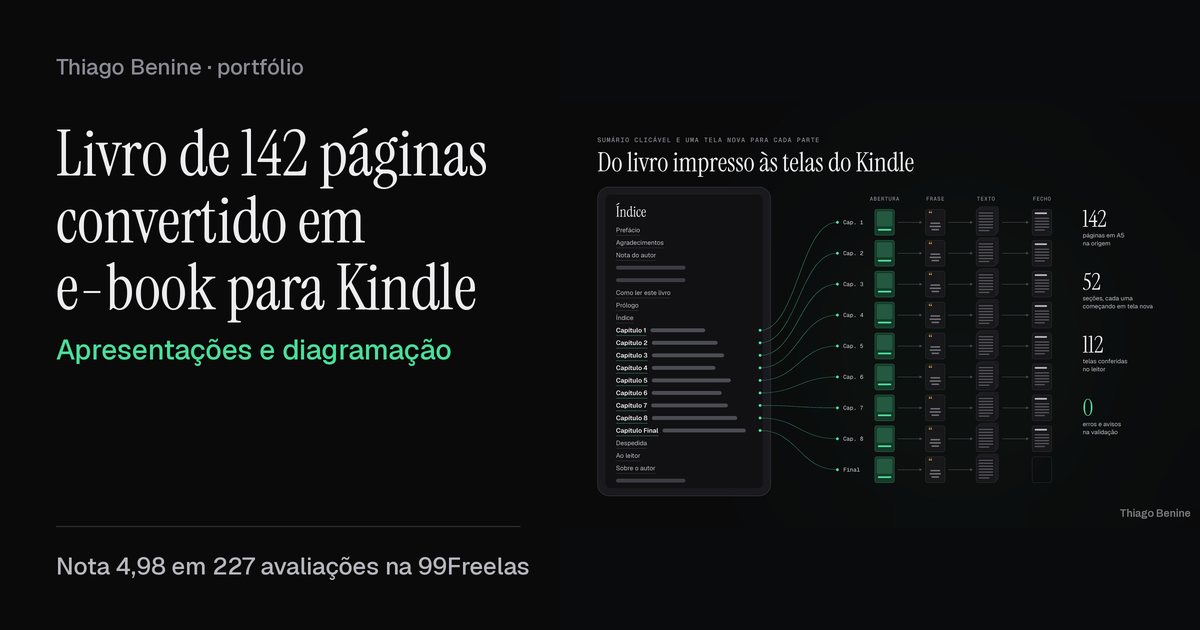 Thiago Benine · portfólio
Livro de 142 páginas
convertido em
e-book para Kindle
Apresentações e diagramação
Nota 4,98 em 227 avaliações na 99Freelas
SUMÁRIO CLICÁVEL E UMA TELA NOVA PARA CADA PARTE
Do livro impresso às telas do Kindle
Índice
Prefácio
Agradecimentos
Nota do autor
Como ler este livro
Prólogo
Índice
Capítulo 1
Capítulo 2
Capítulo 3
Capítulo 4
Capítulo 5
Capítulo 6
Capítulo 7
Capítulo 8
Capítulo Final
Despedida
Ao leitor
Sobre o autor
ABERTURA FRASE TEXTO FECHO
Cap. 1
Cap. 2
Cap. 3
Cap. 4
Cap. 5
Cap. 6
Cap. 7
Cap. 8
Final
142
páginas em A5
na origem
52
seções, cada uma
começando em tela nova
112
telas conferidas
no leitor
0
erros e avisos
na validação
Thiago Benine